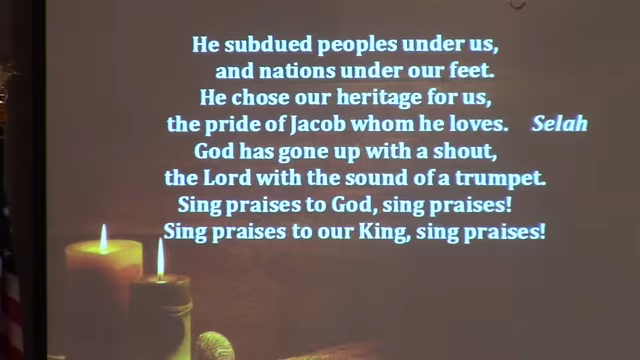 He subdued peoples under us,
and nations under our feet.
He chose our heritage for us,
the pride of Jacob whom he loves. Selah
God has gone up with a shout,
the Lord with the sound of a trumpet.
Sing praises to God, sing praises!
Sing praises to our King, sing praises!